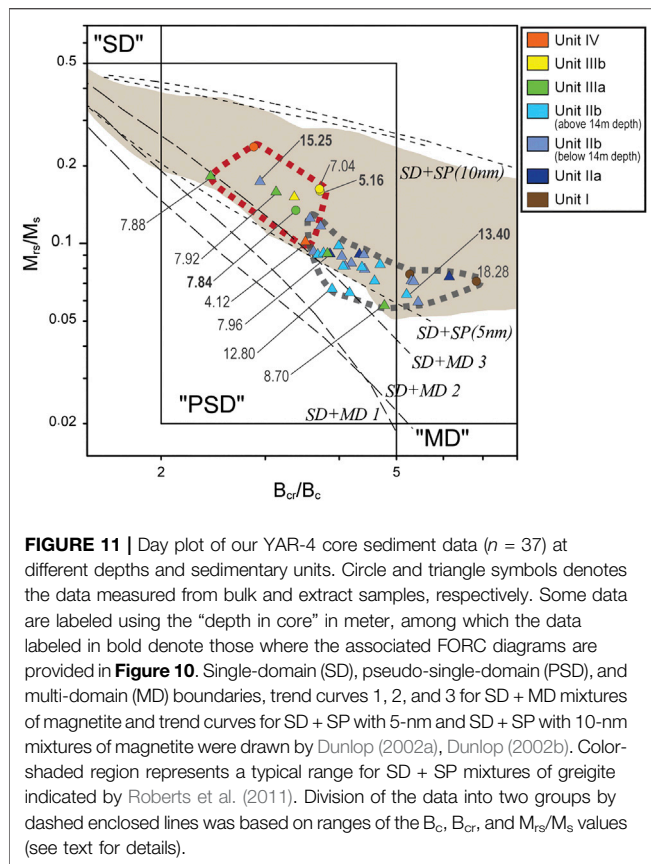 "SD"
0.5
0.2
0.1
0.05
0.02
Mrs/Ms
15.25
7.04
5.16
SD+SP(10nm)
7.88
7.92
7.84
4.12
7.96
12.80
8.70
13.40
18.28
SD+SP(5nm)
SD+MD 3
SD+MD 2
SD+MD 1
"PSD"
"MD"
2
5
Bcr/Bc
Unit IV
Unit IIIb
Unit IIIa
Unit IIb
(above 14m depth)
Unit IIb
(below 14m depth)
Unit IIa
Unit I
FIGURE 11 | Day plot of our YAR-4 core sediment data (n = 37) at
different depths and sedimentary units. Circle and triangle symbols denotes
the data measured from bulk and extract samples, respectively. Some data
are labeled using the “depth in core” in meter, among which the data
labeled in bold denote those where the associated FORC diagrams are
provided in Figure 10. Single-domain (SD), pseudo-single-domain (PSD), and
multi-domain (MD) boundaries, trend curves 1, 2, and 3 for SD + MD mixtures
of magnetite and trend curves for SD + SP with 5-nm and SD + SP with 10-nm
mixtures of magnetite were drawn by Dunlop (2002a), Dunlop (2002b). Color-
shaded region represents a typical range for SD + SP mixtures of greigite
indicated by Roberts et al. (2011). Division of the data into two groups by
dashed enclosed lines was based on ranges of the Bc, Bcr, and Mrs/Ms values
(see text for details).